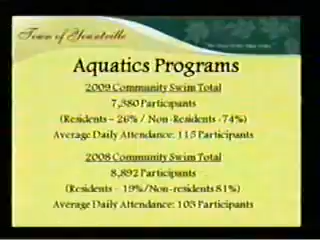 Town of Yountville
Aquatics Programs
2009 Community Swim Total
7,380 Participants
(Residents - 26% / Non-Residents -74%)
Average Daily Attendance: 115 Participants
2008 Community Swim Total
8,892 Participants
(Residents - 19%/Non-residents 81%)
Average Daily Attendance: 103 Participants